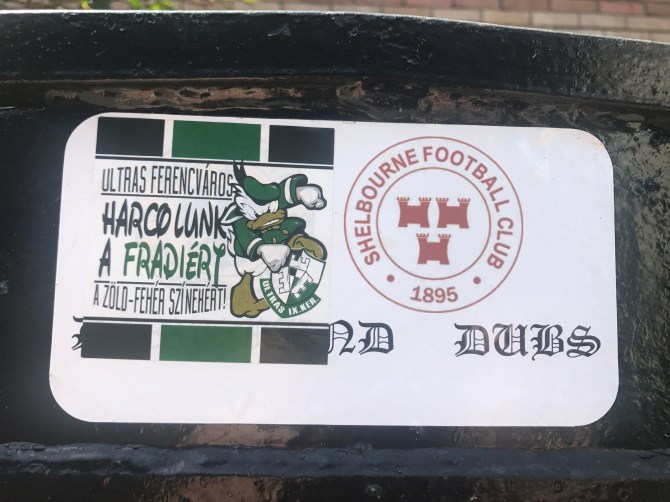 ULTRAS FERENCVÁROS
HARCOLUNK
A FRADIÉRT
A ZÖLD-FEHÉR SZÍNEKÉRT!
ULTRAS IX.KER.
SHELBOURNE FOOTBALL CLUB
1895
ND DUBS